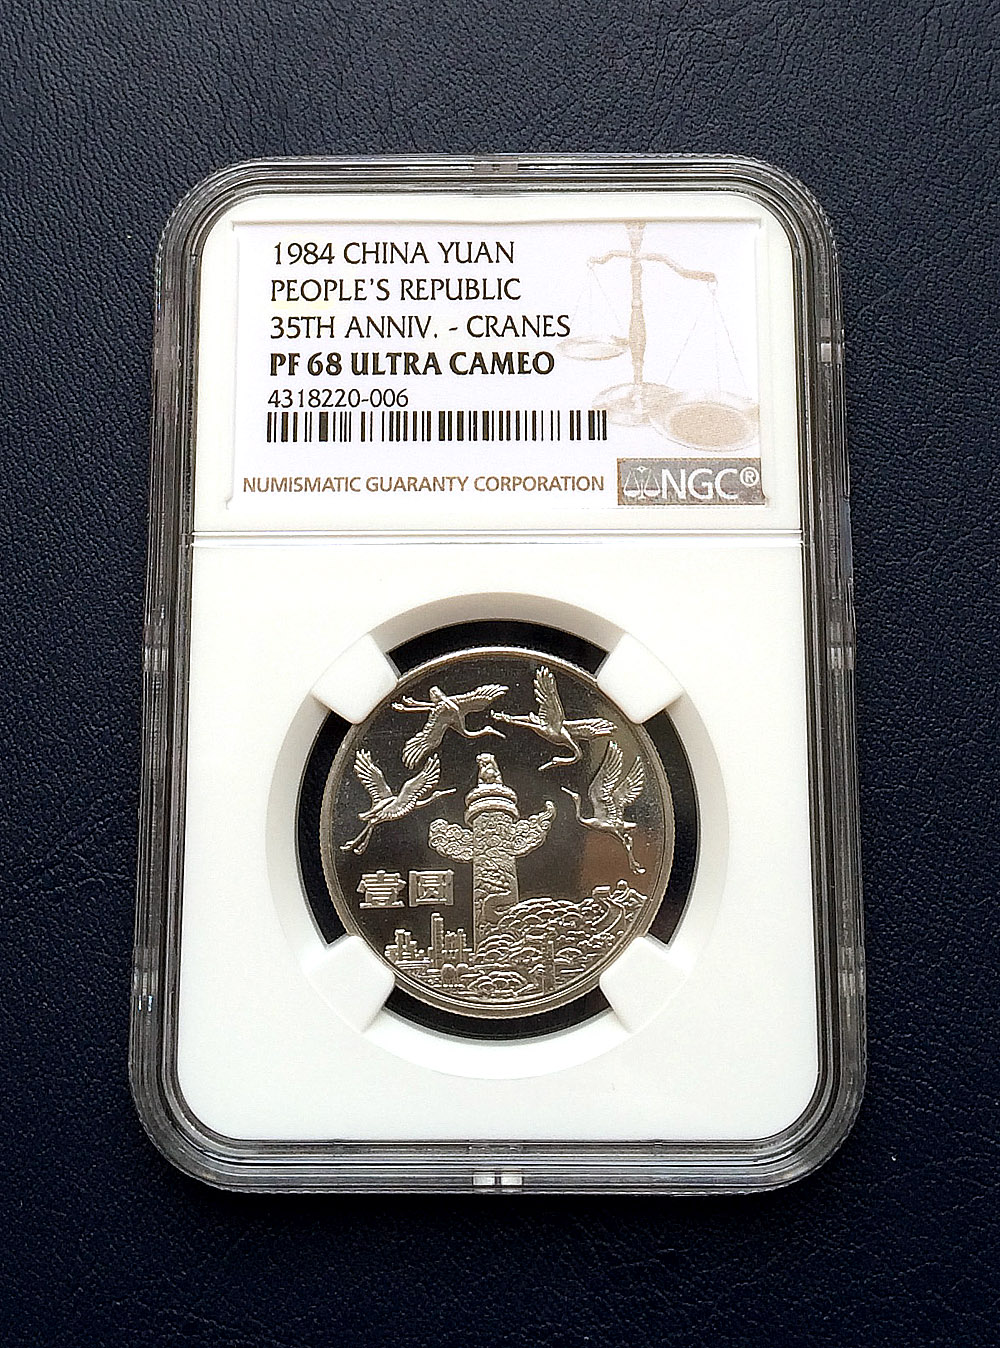 1984 CHINA YUAN
PEOPLE'S REPUBLIC
35TH ANNIV. - CRANES
PF 68 ULTRA CAMEO
4318220-006
NUMISMATIC GUARANTY CORPORATION
NGC®
壹圆